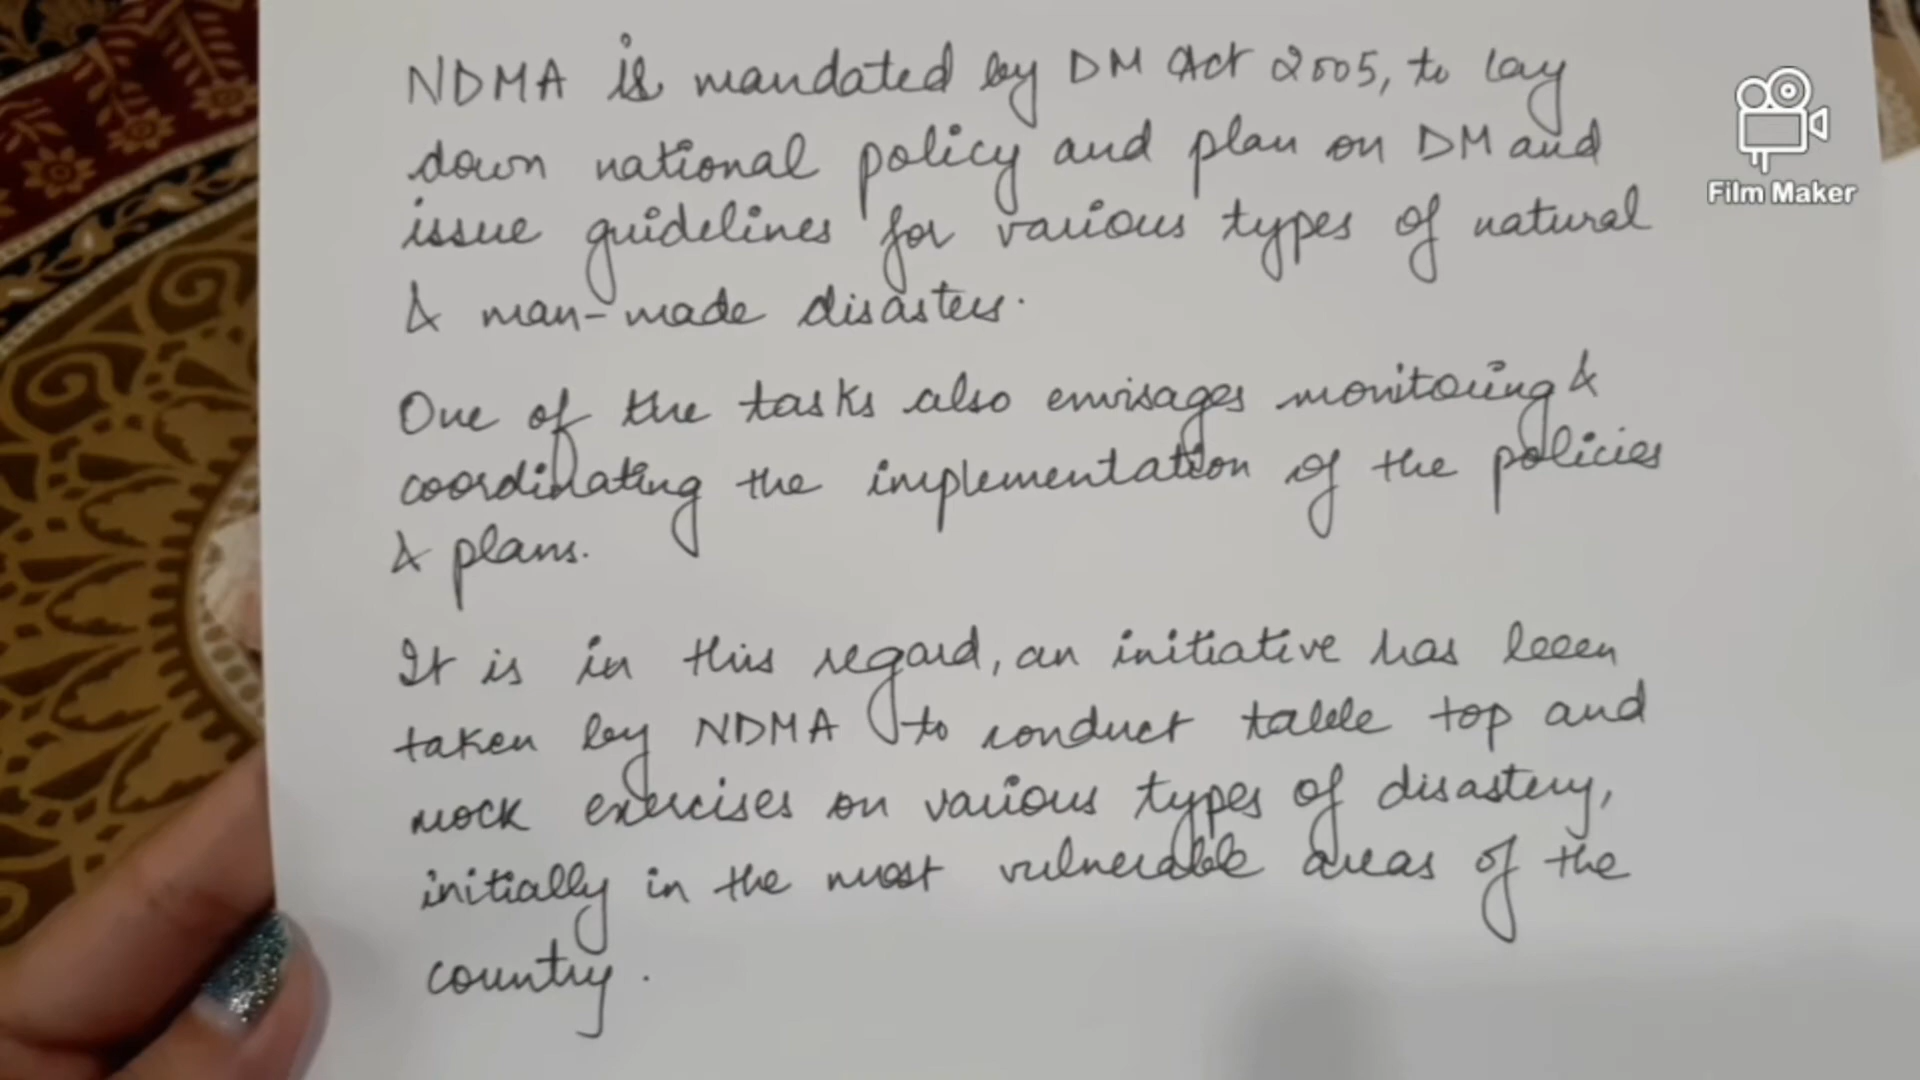 NDMA is mandated by DM Act 2005, to lay
down national policy and plan on DM and
issue guidelines for various types of natural
& man-made disasters.
One of the tasks also envisages monitoring &
coordinating the implementation of the policies
& plans.
It is in this regard, an initiative has been
taken by NDMA to conduct table top and
mock exercises on various types of disastery,
initially in the most vulnerable areas of the
country.
Film Maker